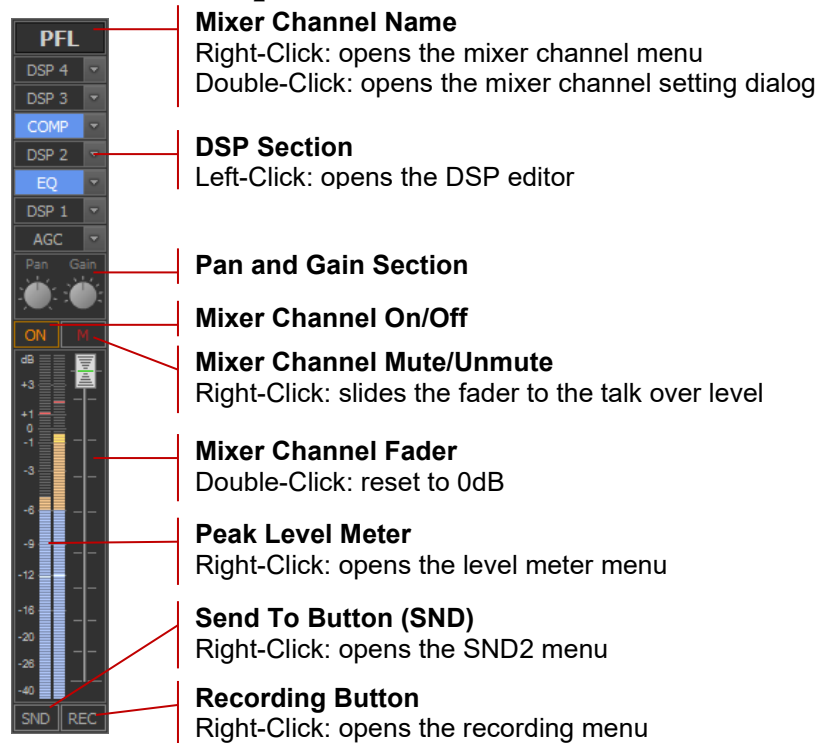 Mixer Channel Name
Right-Click: opens the mixer channel menu
Double-Click: opens the mixer channel setting dialog
DSP Section
Left-Click: opens the DSP editor
Pan and Gain Section
Mixer Channel On/Off
Mixer Channel Mute/Unmute
Right-Click: slides the fader to the talk over level
Mixer Channel Fader
Double-Click: reset to 0dB
Peak Level Meter
Right-Click: opens the level meter menu
Send To Button (SND)
Right-Click: opens the SND2 menu
Recording Button
Right-Click: opens the recording menu
PFL
DSP 4
DSP 3
COMP
DSP 2
EQ
DSP 1
AGC
Pan Gain
ON M
dB
+3
+1
0
-1
-3
-6
-9
-12
-16
-20
-26
-40
SND REC